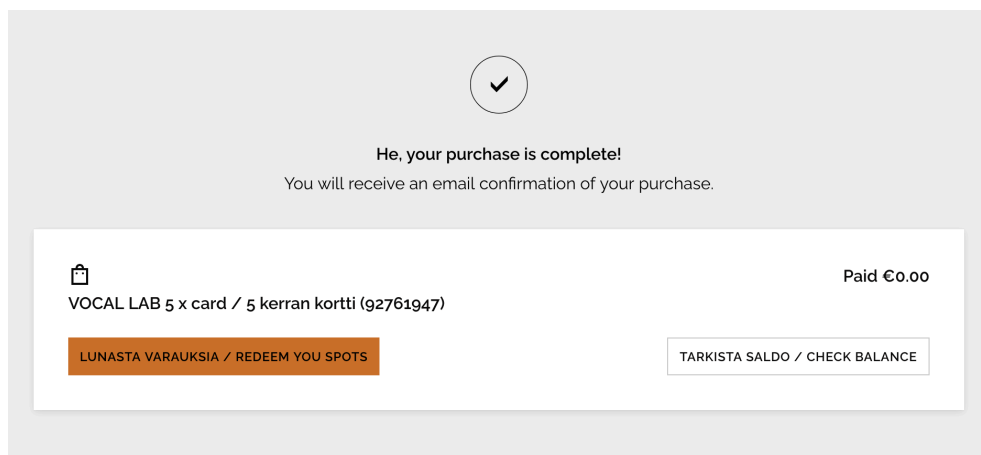 He, your purchase is complete!
You will receive an email confirmation of your purchase.
Paid €0.00
VOCAL LAB 5 x card / 5 kerran kortti (92761947)
LUNASTA VARAUKSIA / REDEEM YOU SPOTS
TARKISTA SALDO / CHECK BALANCE